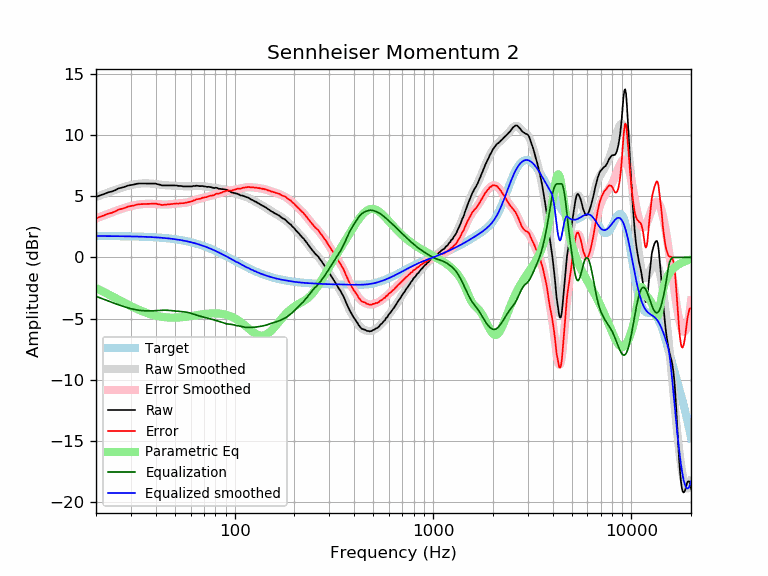 Sennheiser Momentum 2
15
10
5
0
−5
−10
−15
−20
Amplitude (dBr)
Target
Raw Smoothed
Error Smoothed
Raw
Error
Parametric Eq
Equalization
Equalized smoothed
100
1000
10000
Frequency (Hz)